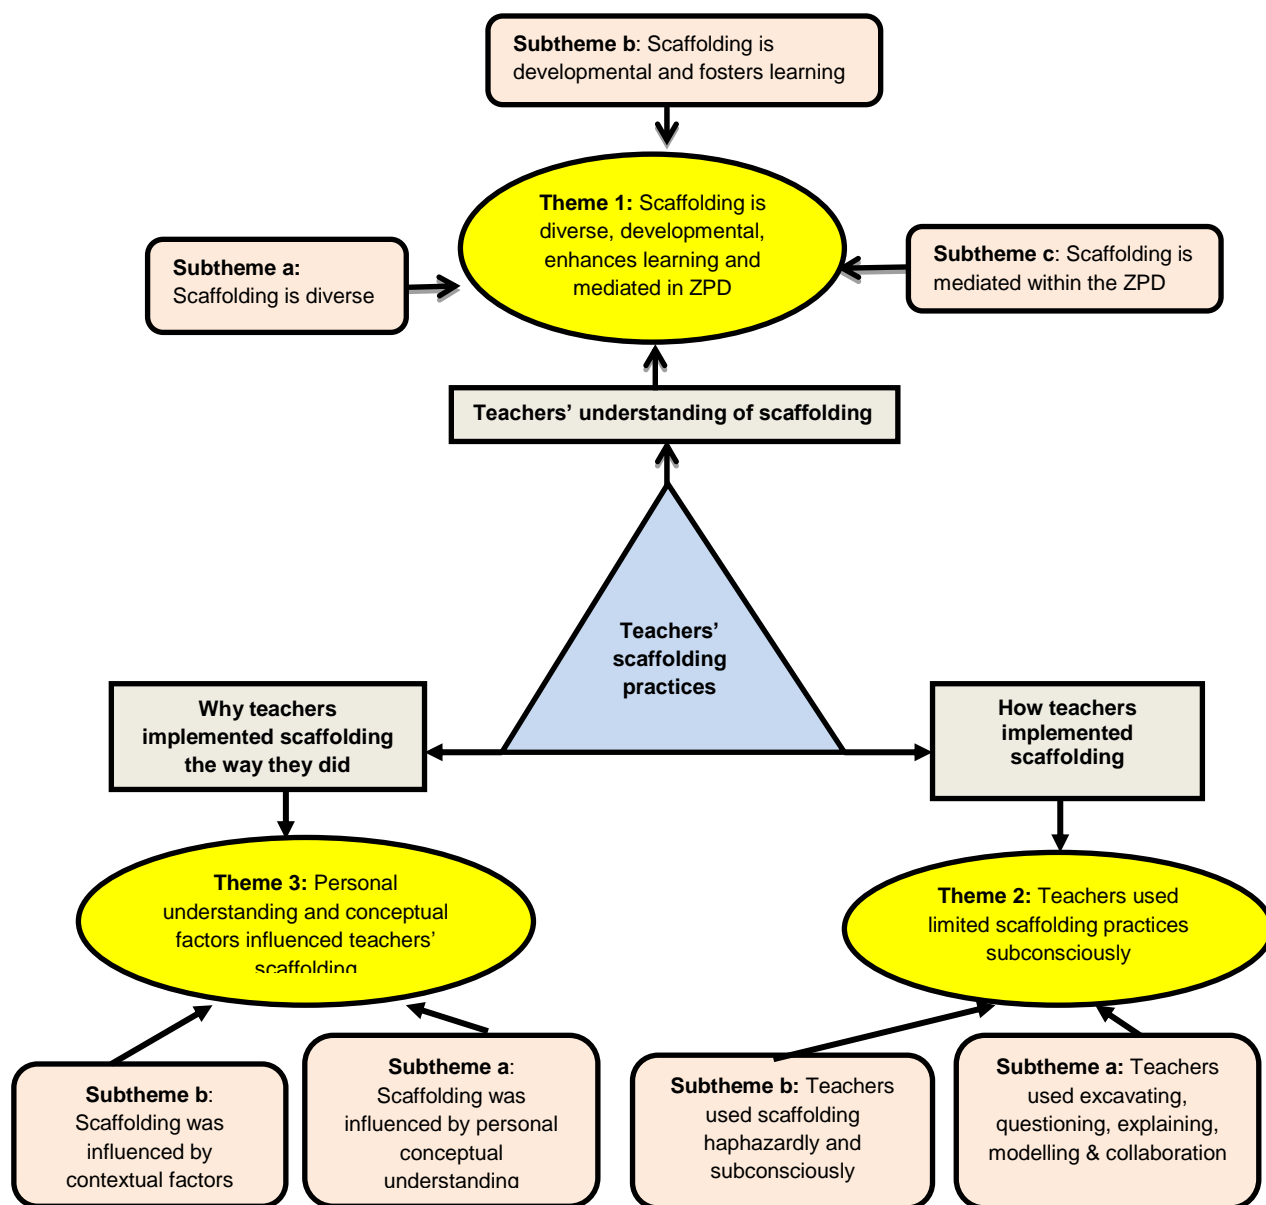 Subtheme b: Scaffolding is
developmental and fosters learning
Theme 1: Scaffolding is
diverse, developmental,
enhances learning and
mediated in ZPD
Subtheme a:
Scaffolding is diverse
Subtheme c: Scaffolding is
mediated within the ZPD
Teachers’ understanding of scaffolding
Teachers’
scaffolding
practices
Why teachers
implemented scaffolding
the way they did
How teachers
implemented
scaffolding
Theme 3: Personal
understanding and conceptual
factors influenced teachers’
scaffolding
Theme 2: Teachers used
limited scaffolding practices
subconsciously
Subtheme b:
Scaffolding was
influenced by
contextual factors
Subtheme a:
Scaffolding was
influenced by personal
conceptual
understanding
Subtheme b: Teachers
used scaffolding
haphazardly and
subconsciously
Subtheme a: Teachers
used excavating,
questioning, explaining,
modelling & collaboration